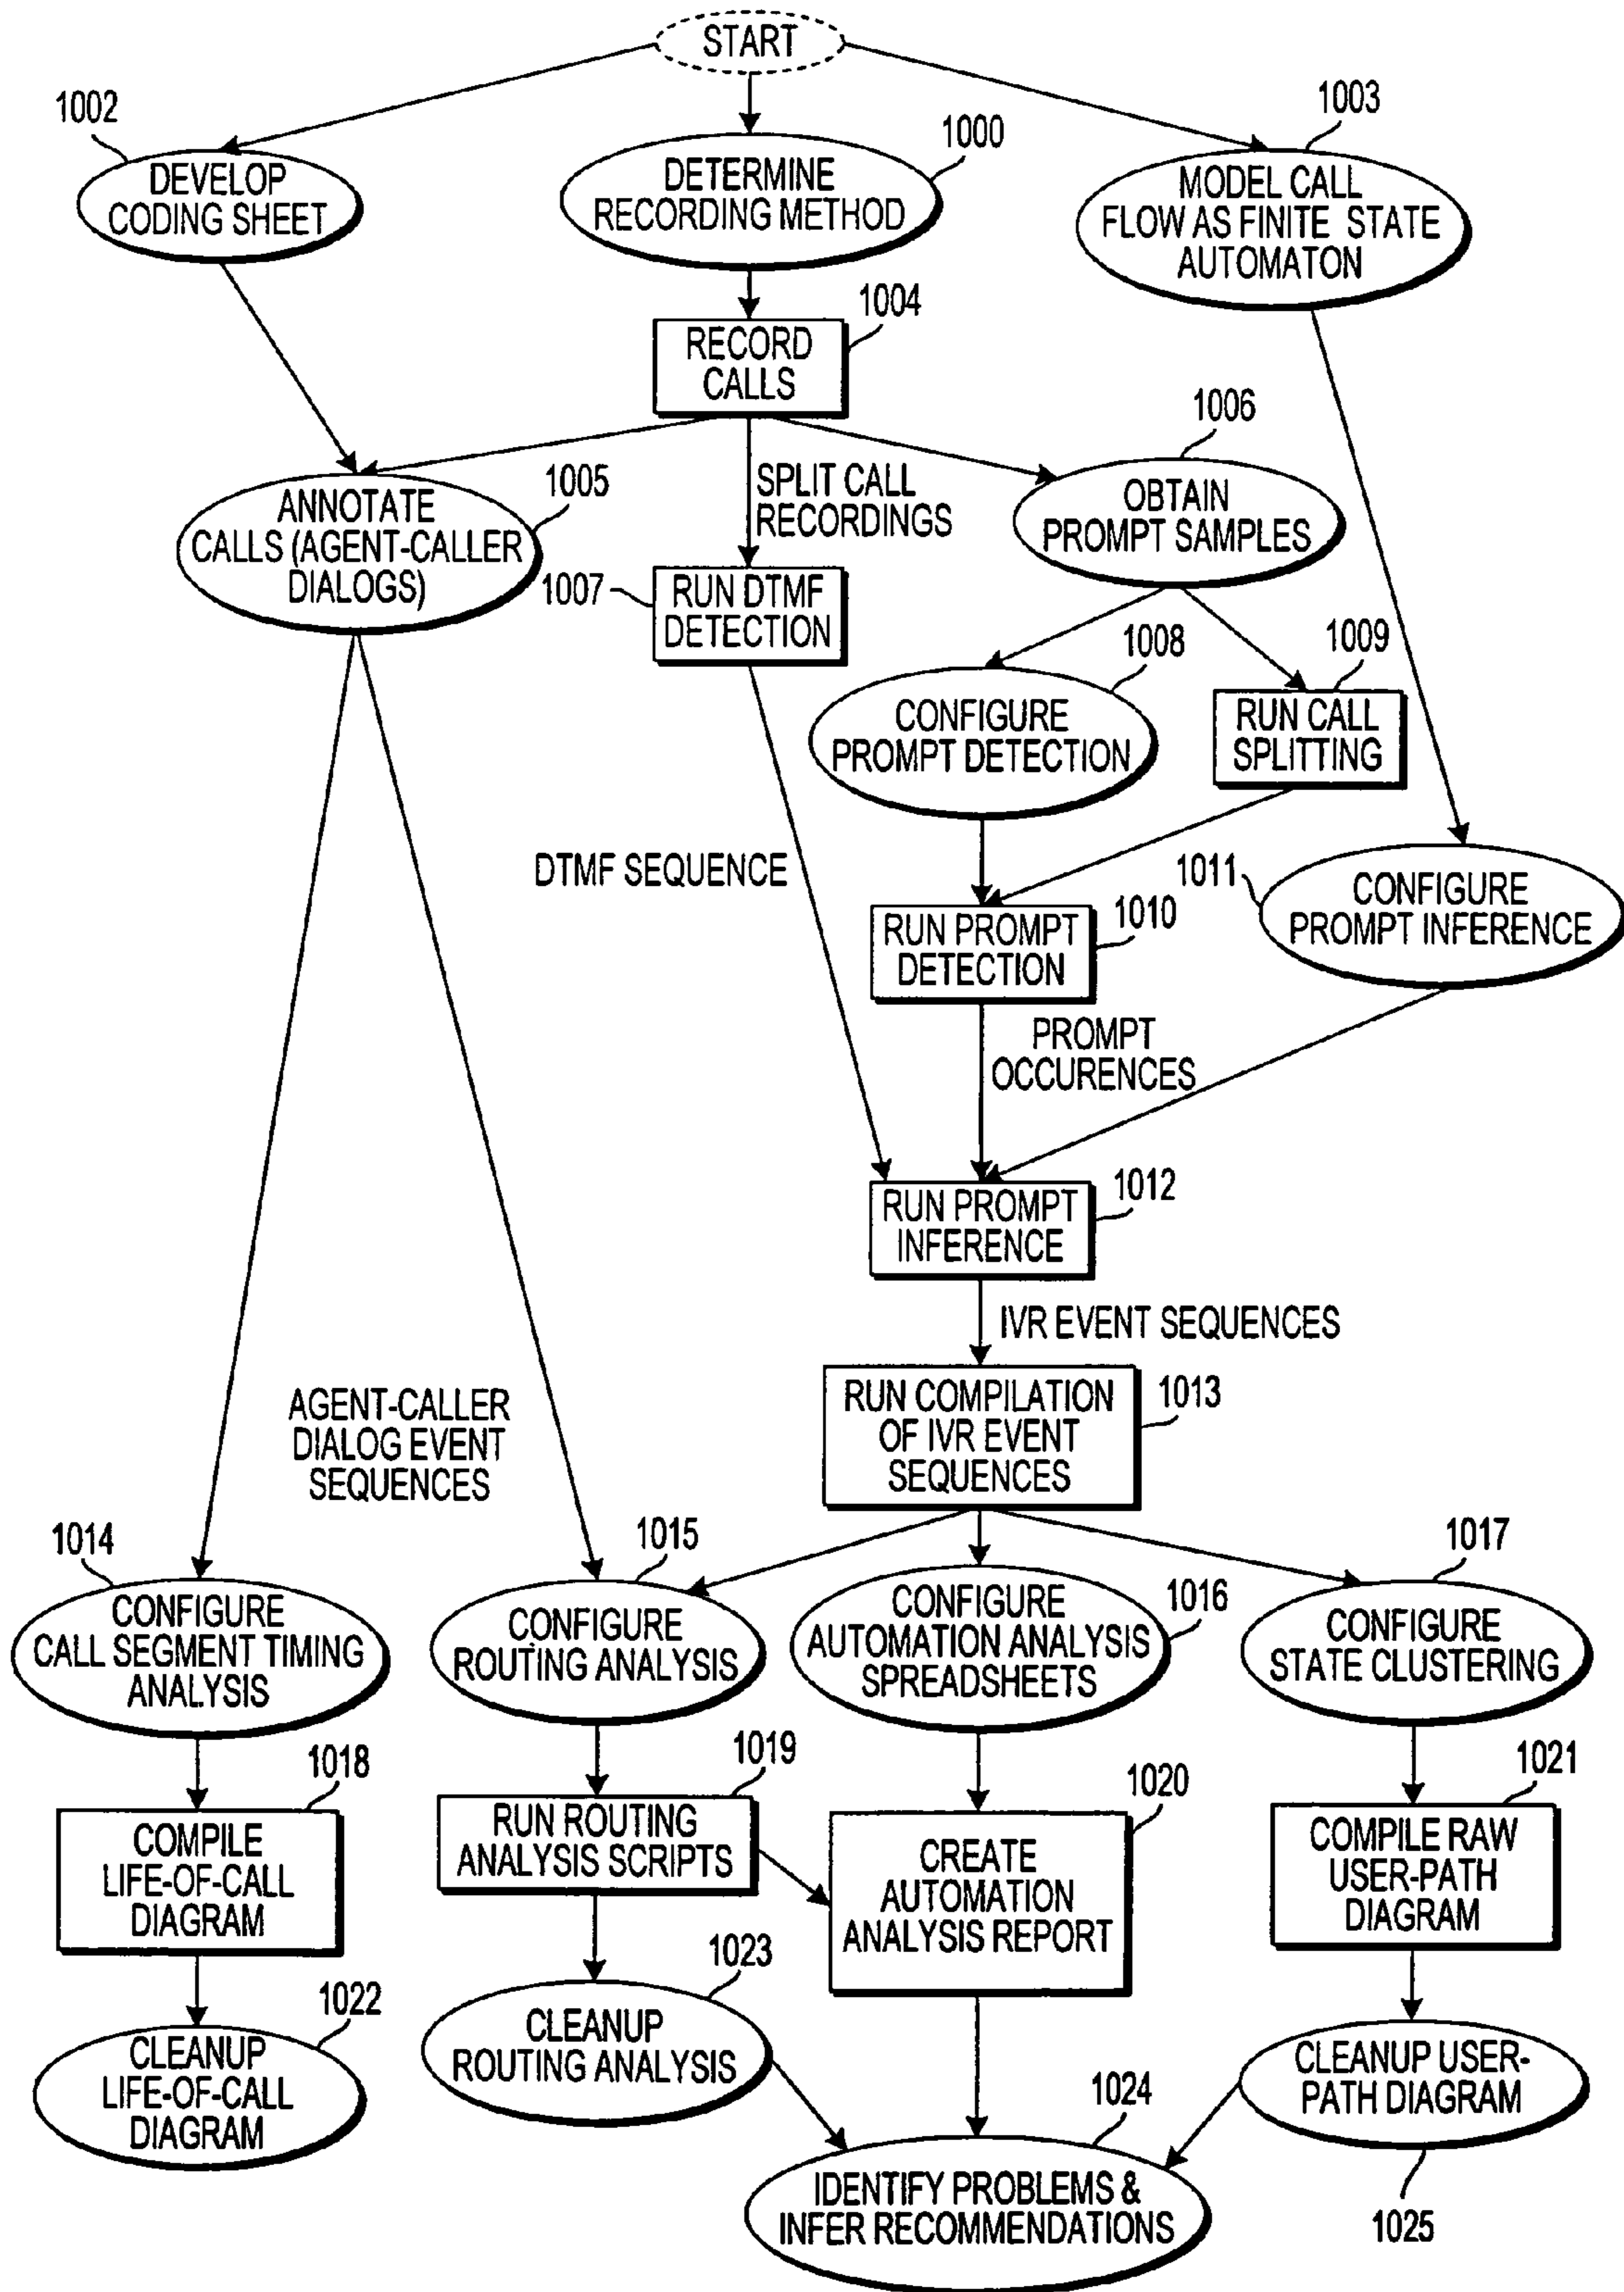 START
1002
DEVELOP
CODING SHEET
1000
DETERMINE
RECORDING METHOD
1003
MODEL CALL
FLOW AS FINITE STATE
AUTOMATON
1004
RECORD
CALLS
1005
ANNOTATE
CALLS (AGENT-CALLER
DIALOGS)
SPLIT CALL
RECORDINGS
1006
OBTAIN
PROMPT SAMPLES
1007
RUN DTMF
DETECTION
1008
CONFIGURE
PROMPT DETECTION
1009
RUN CALL
SPLITTING
DTMF SEQUENCE
1010
RUN PROMPT
DETECTION
1011
CONFIGURE
PROMPT INFERENCE
PROMPT
OCCURENCES
1012
RUN PROMPT
INFERENCE
IVR EVENT SEQUENCES
AGENT-CALLER
DIALOG EVENT
SEQUENCES
1013
RUN COMPILATION
OF IVR EVENT
SEQUENCES
1014
CONFIGURE
CALL SEGMENT TIMING
ANALYSIS
1015
CONFIGURE
ROUTING ANALYSIS
1016
CONFIGURE
AUTOMATION ANALYSIS
SPREADSHEETS
1017
CONFIGURE
STATE CLUSTERING
1018
COMPILE
LIFE-OF-CALL
DIAGRAM
1019
RUN ROUTING
ANALYSIS SCRIPTS
1020
CREATE
AUTOMATION
ANALYSIS REPORT
1021
COMPILE RAW
USER-PATH
DIAGRAM
1022
CLEANUP
LIFE-OF-CALL
DIAGRAM
1023
CLEANUP
ROUTING ANALYSIS
1024
IDENTIFY PROBLEMS &
INFER RECOMMENDATIONS
CLEANUP USER-
PATH DIAGRAM
1025